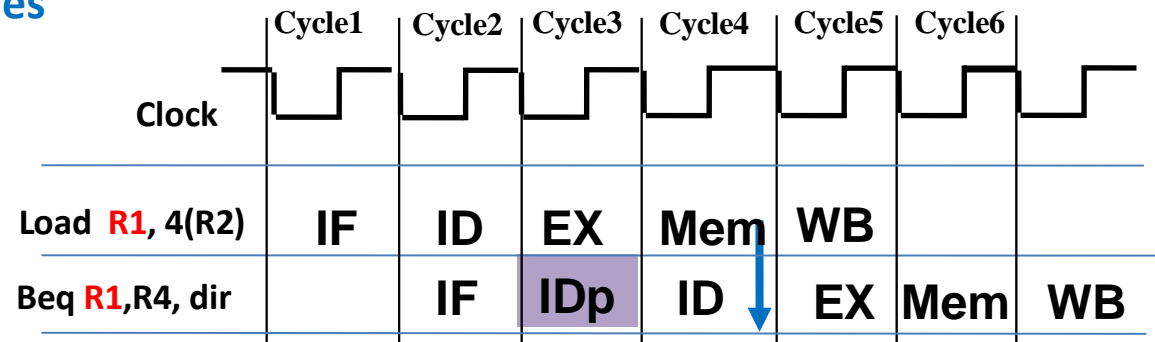 es
Cycle1 Cycle2 Cycle3 Cycle4 Cycle5 Cycle6
Clock
Load R1, 4(R2) IF ID EX Mem WB
Beq R1,R4, dir IF IDp ID EX Mem WB